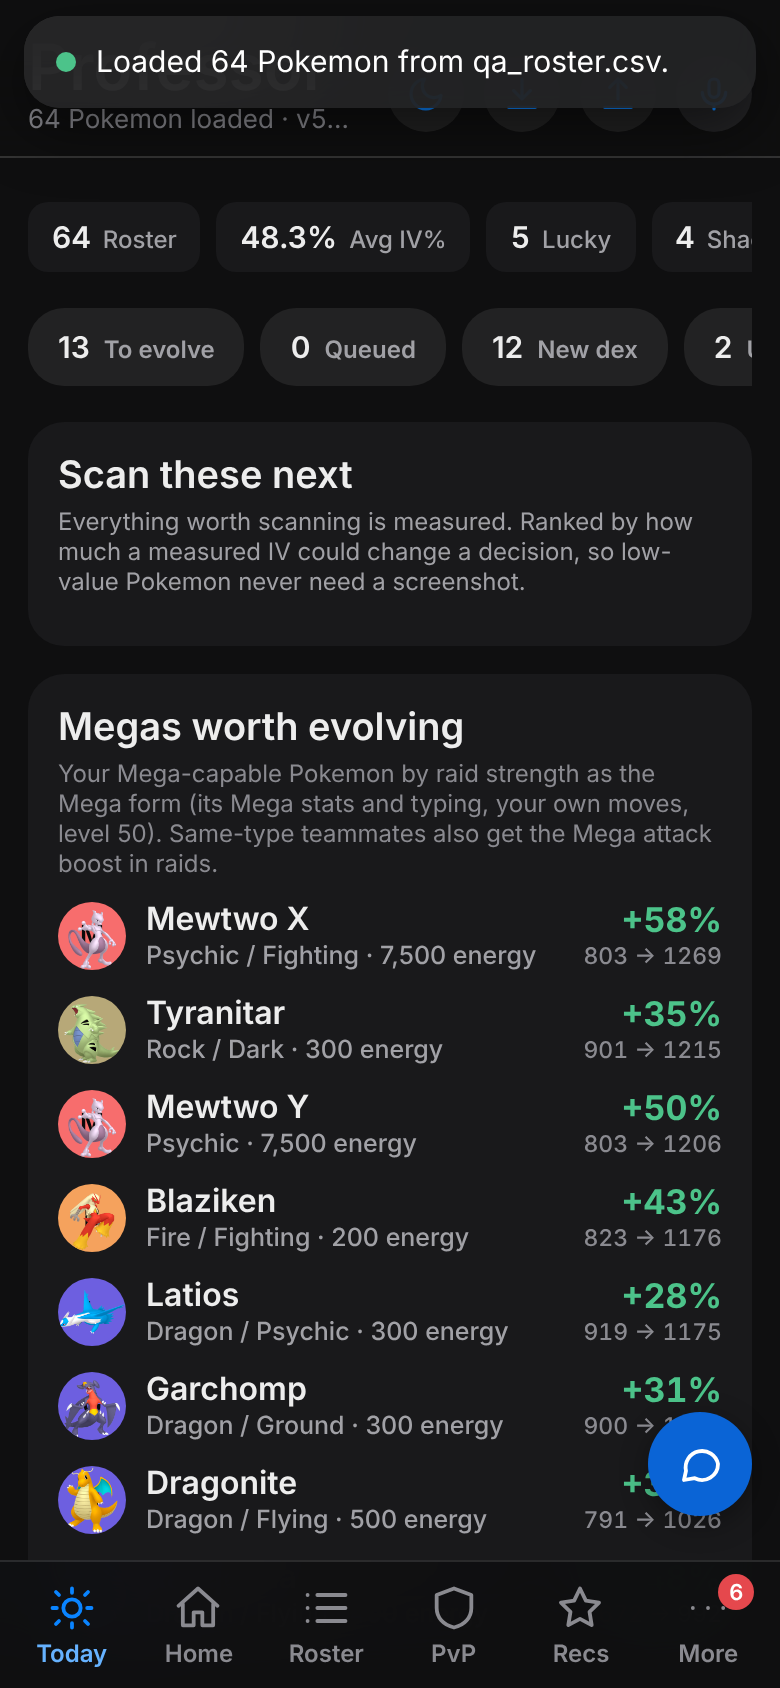 Loaded 64 Pokemon from qa_roster.csv.
Professor
64 Pokemon loaded · v5...
64 Roster
48.3% Avg IV%
5 Lucky
4 Sha
13 To evolve
0 Queued
12 New dex
2
Scan these next
Everything worth scanning is measured. Ranked by how
much a measured IV could change a decision, so low-
value Pokemon never need a screenshot.
Megas worth evolving
Your Mega-capable Pokemon by raid strength as the
Mega form (its Mega stats and typing, your own moves,
level 50). Same-type teammates also get the Mega attack
boost in raids.
Mewtwo X +58%
Psychic / Fighting · 7,500 energy 803 → 1269
Tyranitar +35%
Rock / Dark · 300 energy 901 → 1215
Mewtwo Y +50%
Psychic · 7,500 energy 803 → 1206
Blaziken +43%
Fire / Fighting · 200 energy 823 → 1176
Latios +28%
Dragon / Psychic · 300 energy 919 → 1175
Garchomp +31%
Dragon / Ground · 300 energy 900 →
Dragonite
Dragon / Flying · 500 energy 791 → 1026
6
Today
Home
Roster
PvP
Recs
More